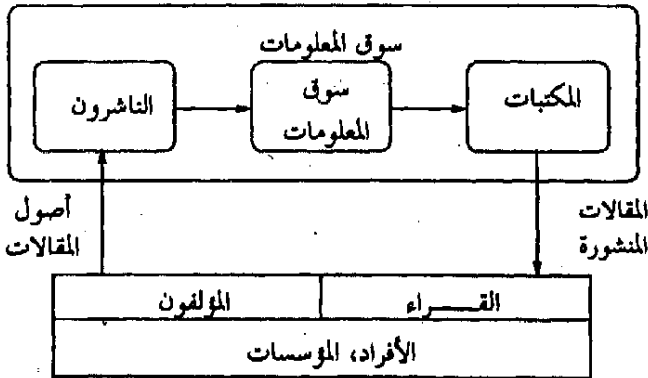 سوق المعلومات
المكتبات
سوق
المعلومات
الناشرون
المقالات
المنشورة
أصول
المقالات
القـــراء
المؤلفون
الأفراد، المؤسسات